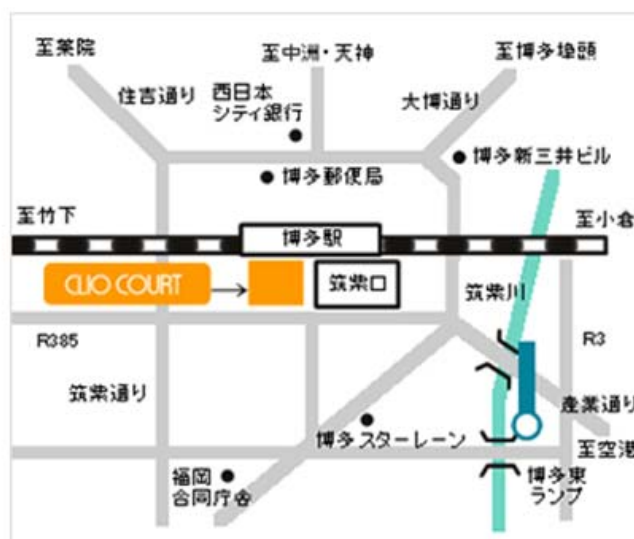 至薬院
至中洲・天神
至博多埠頭
住吉通り
西日本
シティ銀行
大博通り
博多新三井ビル
博多郵便局
至竹下
博多駅
至小倉
CLIO COURT
筑紫口
筑紫川
R385
R3
筑紫通り
産業通り
博多スターレーン
至空港
福岡
合同庁舎
博多東
ランプ